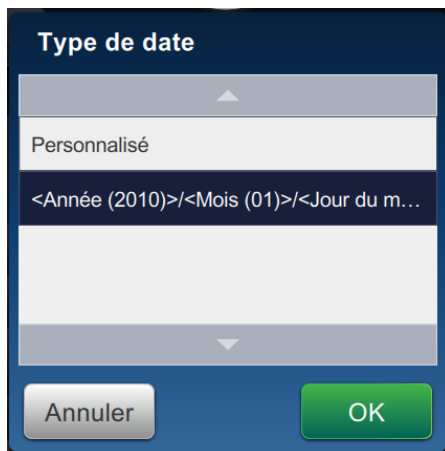 Type de date
Personnalisé
<Année (2010)>/<Mois (01)>/<Jour du m...
Annuler
OK